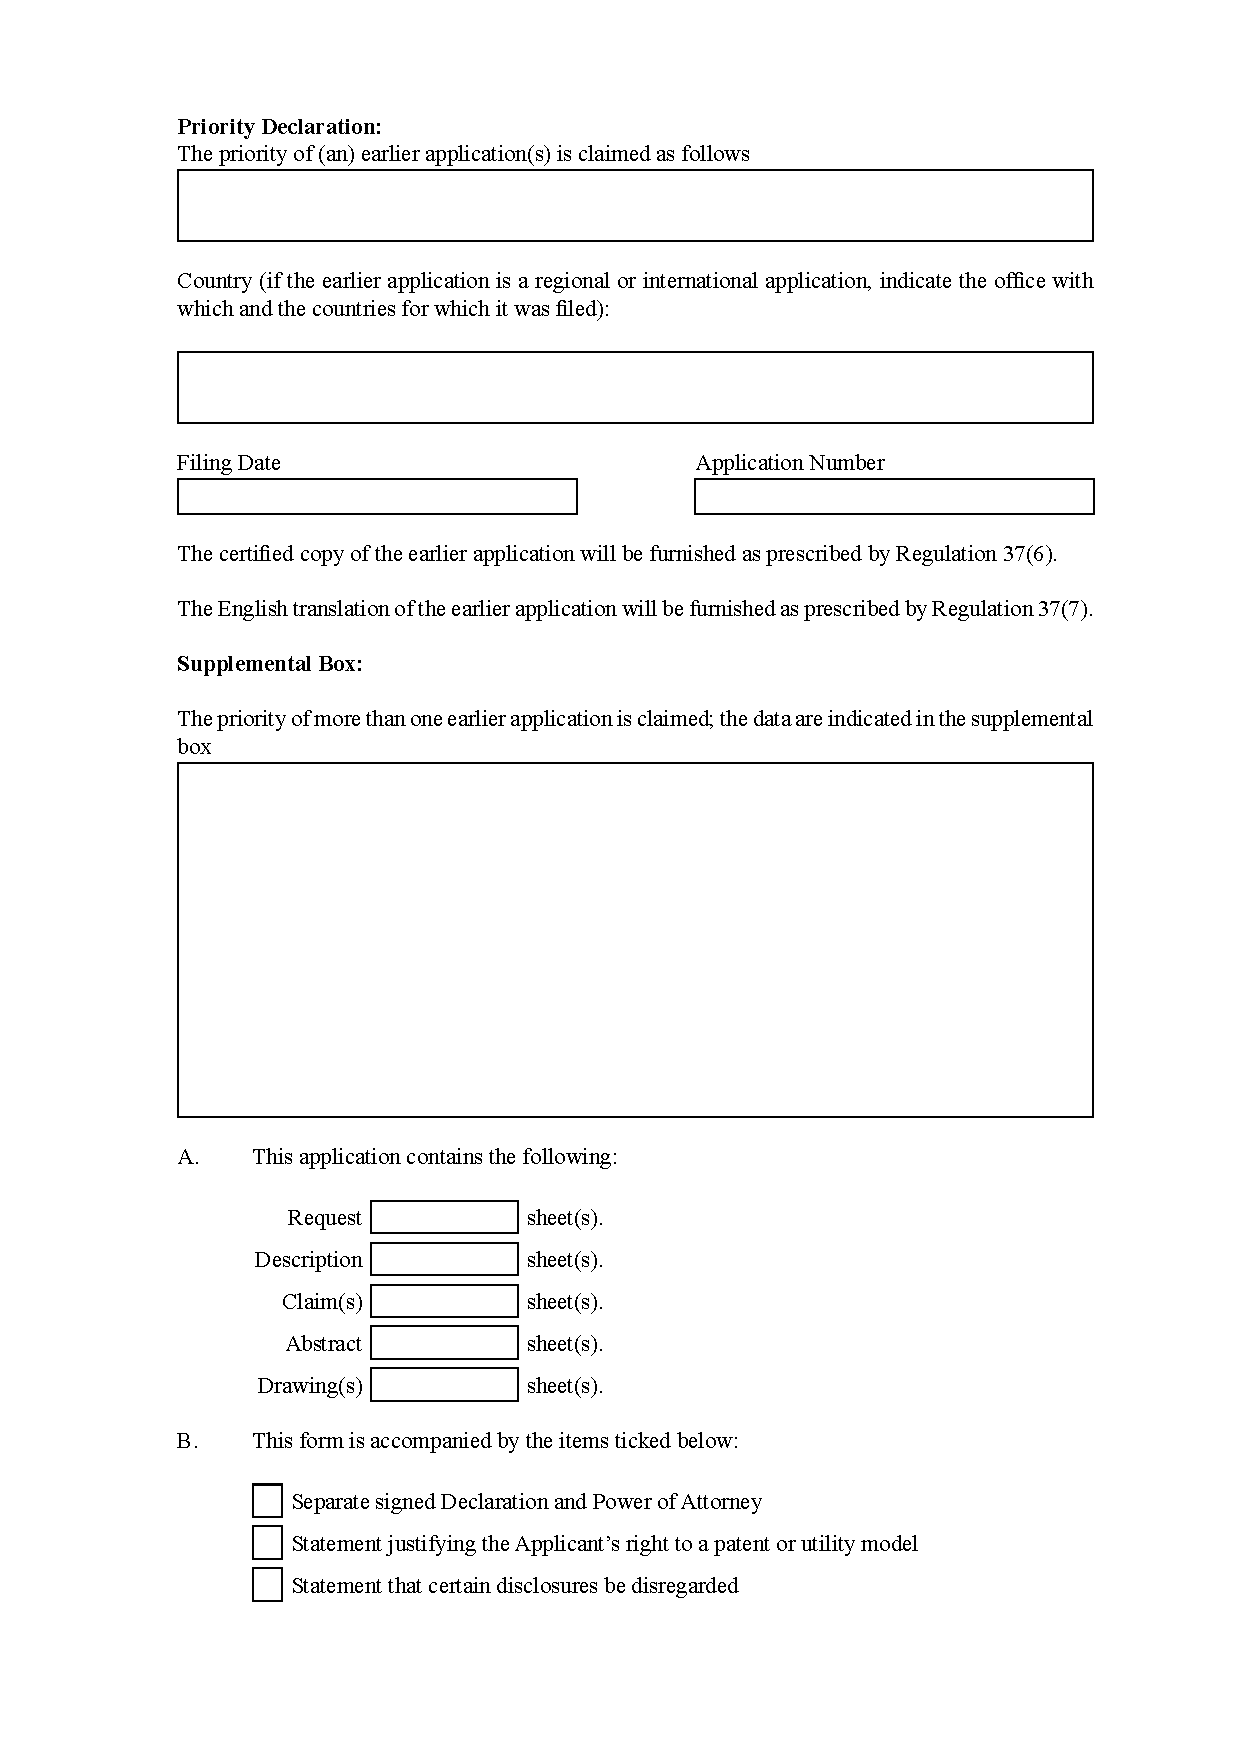 Priority Declaration:
The priority of (an) earlier application(s) is claimed as follows
Country (if the earlier application is a regional or international application, indicate the office with
which and the countries for which it was filed):
Filing Date Application Number
The certified copy of the earlier application will be furnished as prescribed by Regulation 37(6).
The English translation of the earlier application will be furnished as prescribed by Regulation 37(7).
Supplemental Box:
The priority of more than one earlier application is claimed; the data are indicated in the supplemental
box
A. This application contains the following:
Request sheet(s).
Description sheet(s).
Claim(s) sheet(s).
Abstract sheet(s).
Drawing(s) sheet(s).
B. This form is accompanied by the items ticked below:
Separate signed Declaration and Power of Attorney
Statement justifying the Applicant’s right to a patent or utility model
Statement that certain disclosures be disregarded